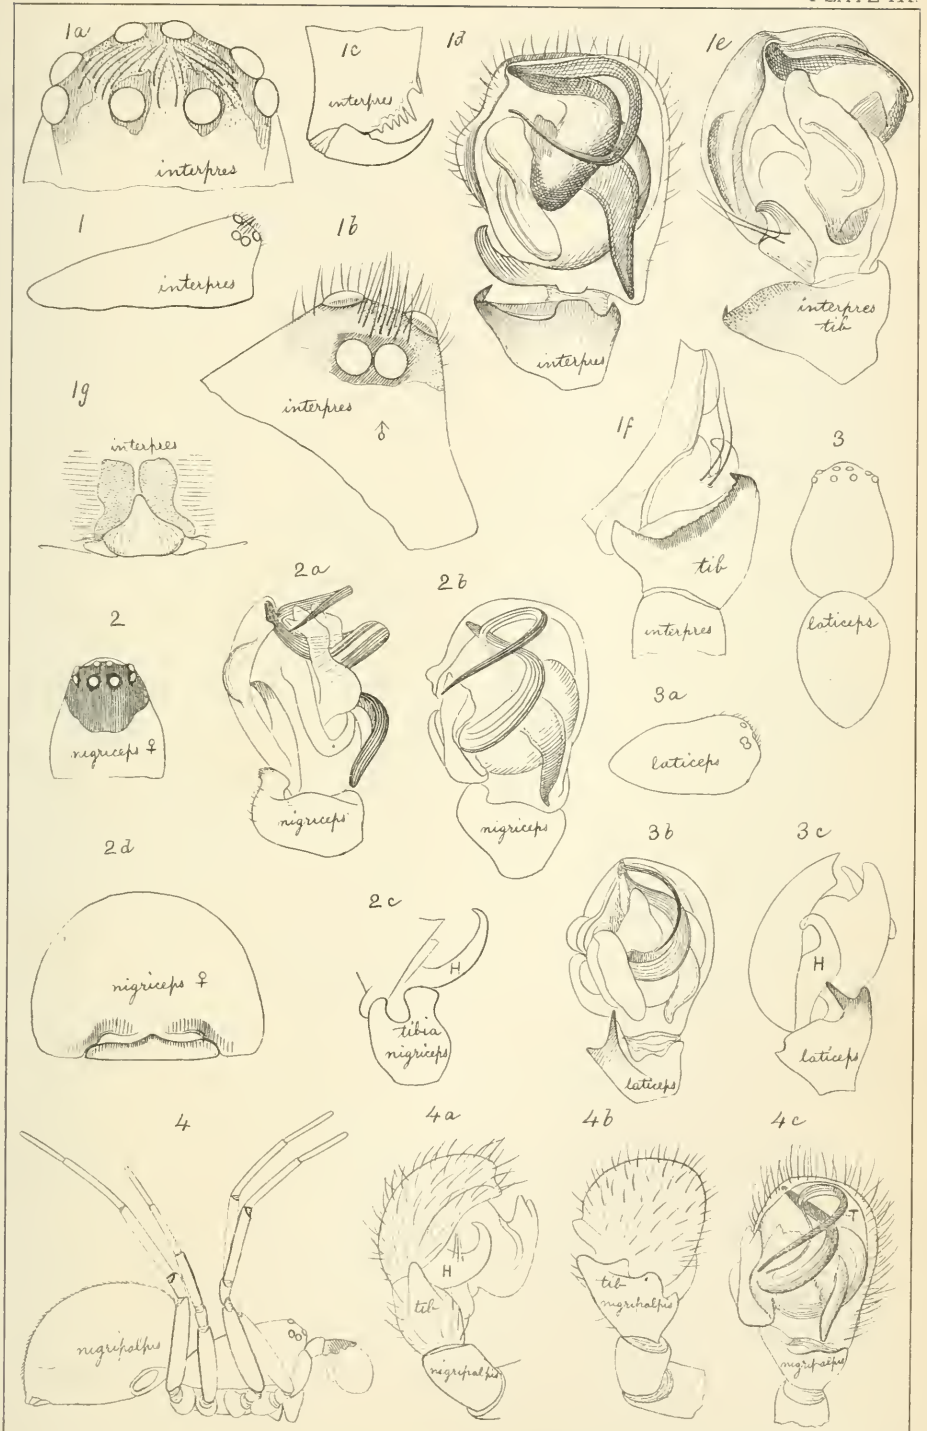 1a
1c
1d
1e
interpres
interpres
1
interpres
1b
interpres
♂
interpres
interpres
tib
1g
interpres
1f
tib
interpres
3
laticeps
2
nigriceps ♀
2a
nigriceps
2b
nigriceps
3a
laticeps
2d
nigriceps ♀
2c
H
tibia
nigriceps
3b
laticeps
3c
H
laticeps
4
nigripalpis
4a
H
tib
nigripalpis
4b
tib
nigripalpis
4c
T
nigripalpis